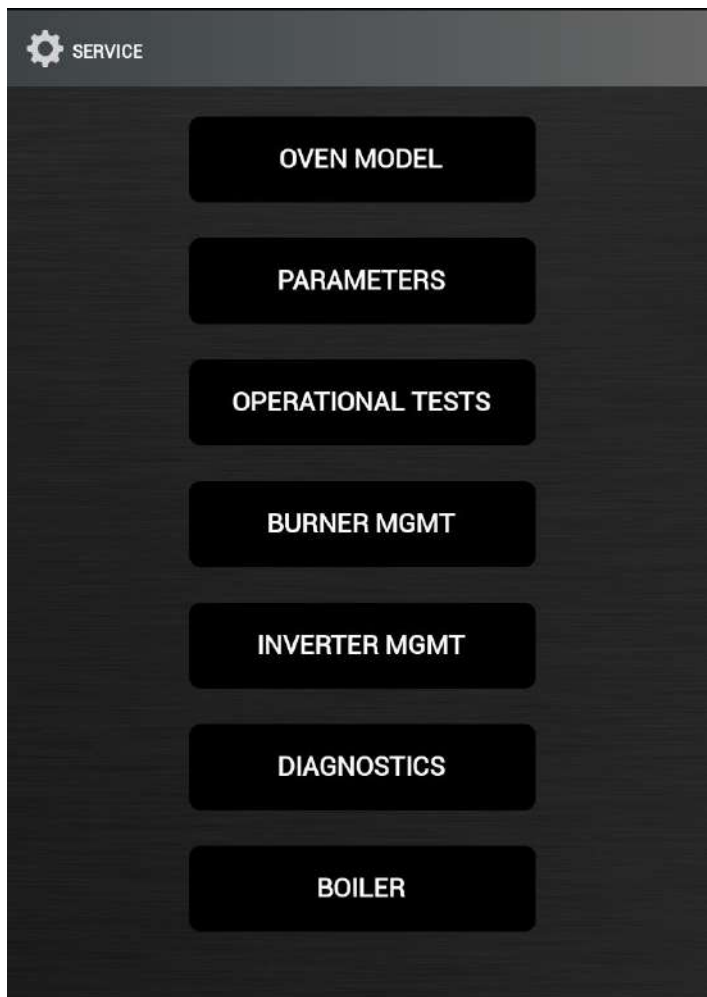 SERVICE
OVEN MODEL
PARAMETERS
OPERATIONAL TESTS
BURNER MGMT
INVERTER MGMT
DIAGNOSTICS
BOILER